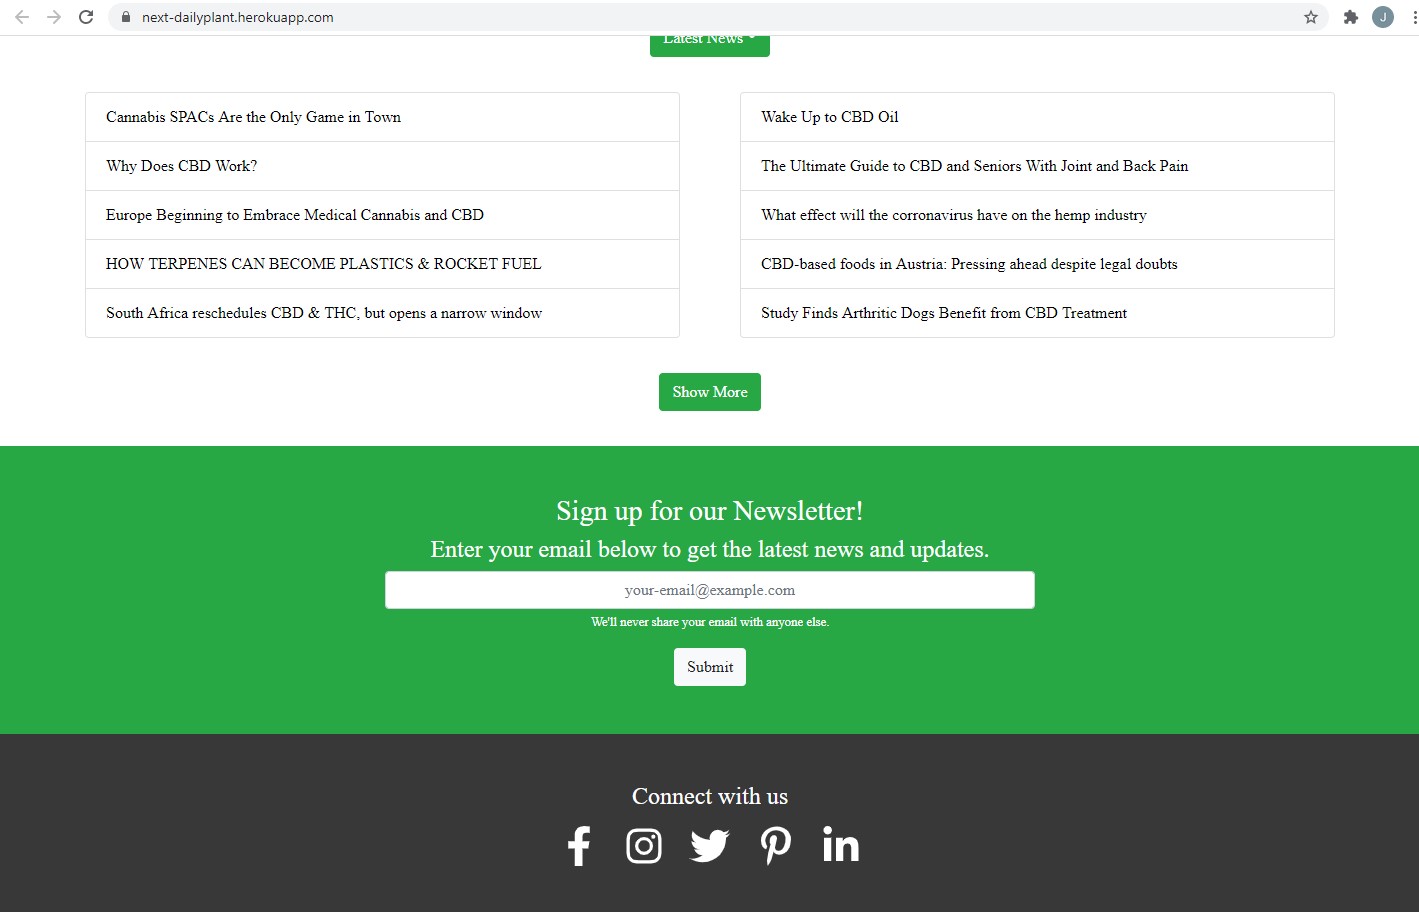 next-dailyplant.herokuapp.com
J
Latest News
Cannabis SPACs Are the Only Game in Town
Why Does CBD Work?
Europe Beginning to Embrace Medical Cannabis and CBD
HOW TERPENES CAN BECOME PLASTICS & ROCKET FUEL
South Africa reschedules CBD & THC, but opens a narrow window
Wake Up to CBD Oil
The Ultimate Guide to CBD and Seniors With Joint and Back Pain
What effect will the corronavirus have on the hemp industry
CBD-based foods in Austria: Pressing ahead despite legal doubts
Study Finds Arthritic Dogs Benefit from CBD Treatment
Show More
Sign up for our Newsletter!
Enter your email below to get the latest news and updates.
your-email@example.com
We'll never share your email with anyone else.
Submit
Connect with us